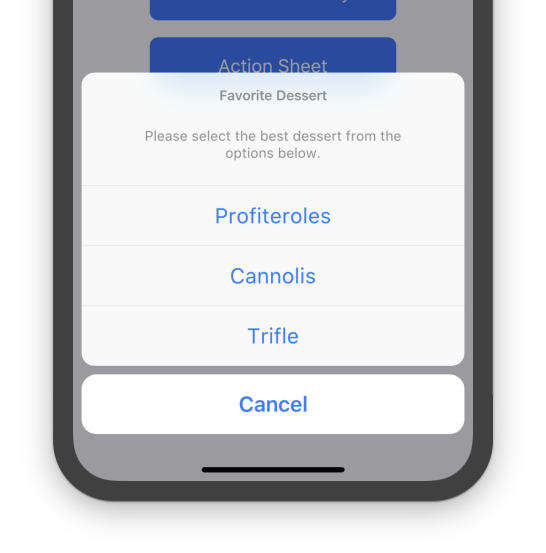 Action Sheet
Favorite Dessert
Please select the best dessert from the
options below.
Profiteroles
Cannolis
Trifle
Cancel